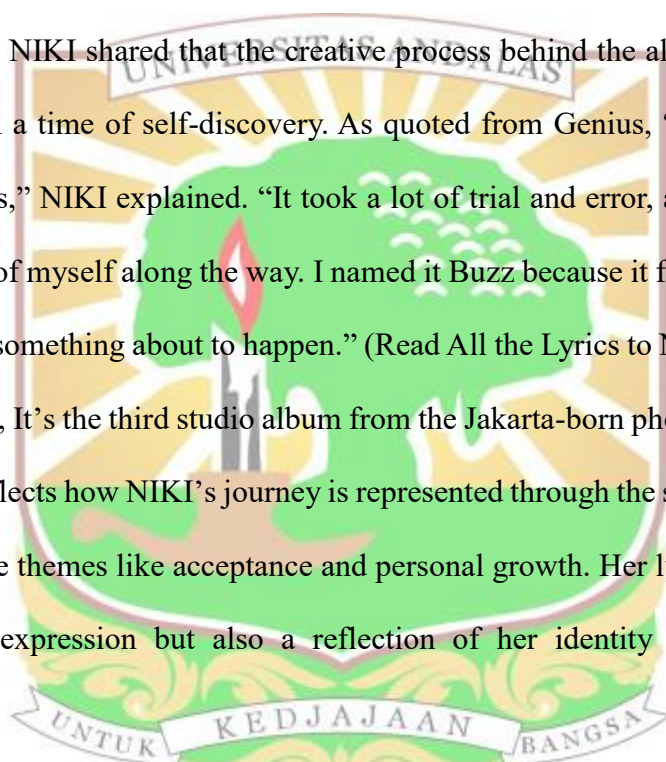 UNIVERSITAS ANDALAS
NIKI shared that the creative process behind the al
a time of self-discovery. As quoted from Genius, “
s,” NIKI explained. “It took a lot of trial and error, a
of myself along the way. I named it Buzz because it f
something about to happen.” (Read All the Lyrics to N
, It’s the third studio album from the Jakarta-born ph
lects how NIKI’s journey is represented through the s
e themes like acceptance and personal growth. Her l
expression but also a reflection of her identity
UNTUK KEDJAJAAN BANGSA